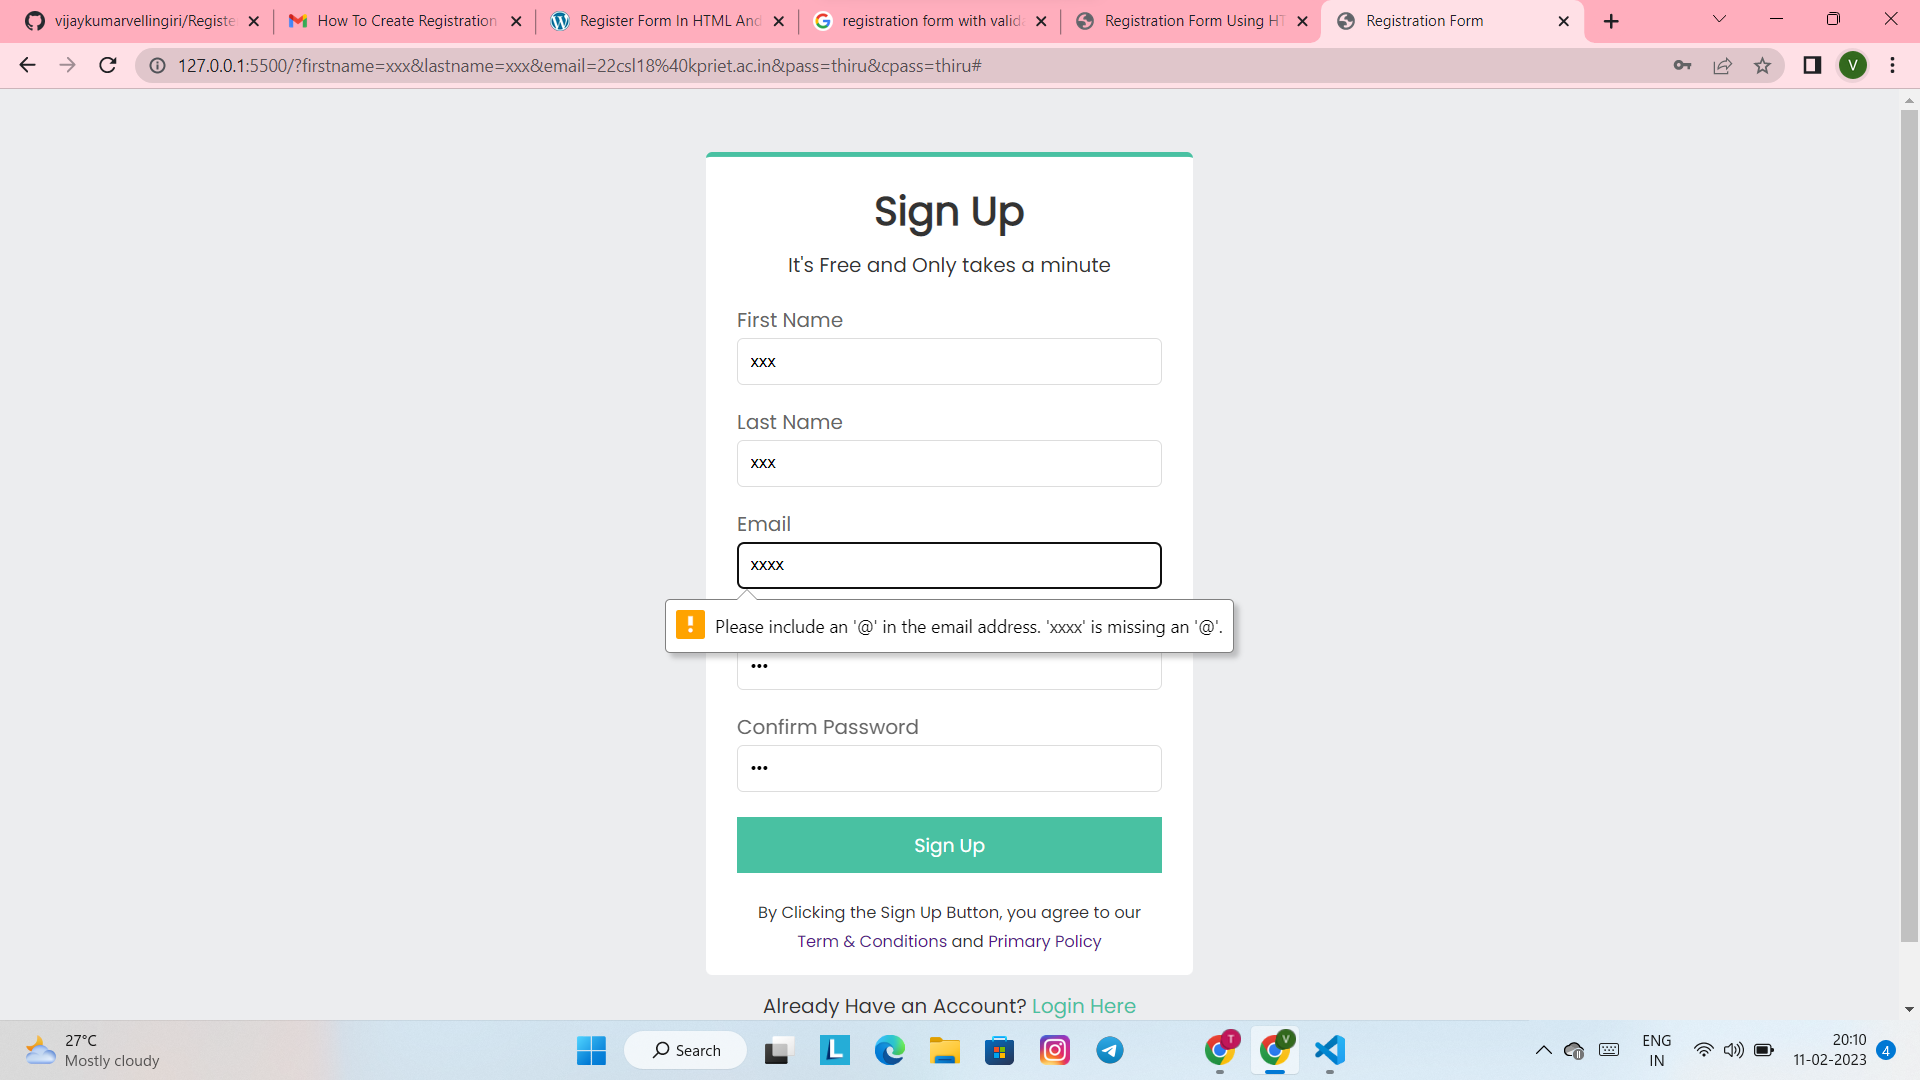 vijaykumarvellingiri/Registe
How To Create Registration
Register Form In HTML And
registration form with valida
Registration Form Using HT
Registration Form
127.0.0.1:5500/?firstname=xxx&lastname=xxx&email=22csl18%40kpriet.ac.in&pass=thiru&cpass=thiru#
V
Sign Up
It's Free and Only takes a minute
First Name
xxx
Last Name
xxx
Email
xxxx
Please include an '@' in the email address. 'xxxx' is missing an '@'.
•••
Confirm Password
•••
Sign Up
By Clicking the Sign Up Button, you agree to our
Term & Conditions and Primary Policy
Already Have an Account? Login Here
27°C
Mostly cloudy
Search
L
T
V
ENG
IN
20:10
11-02-2023
4